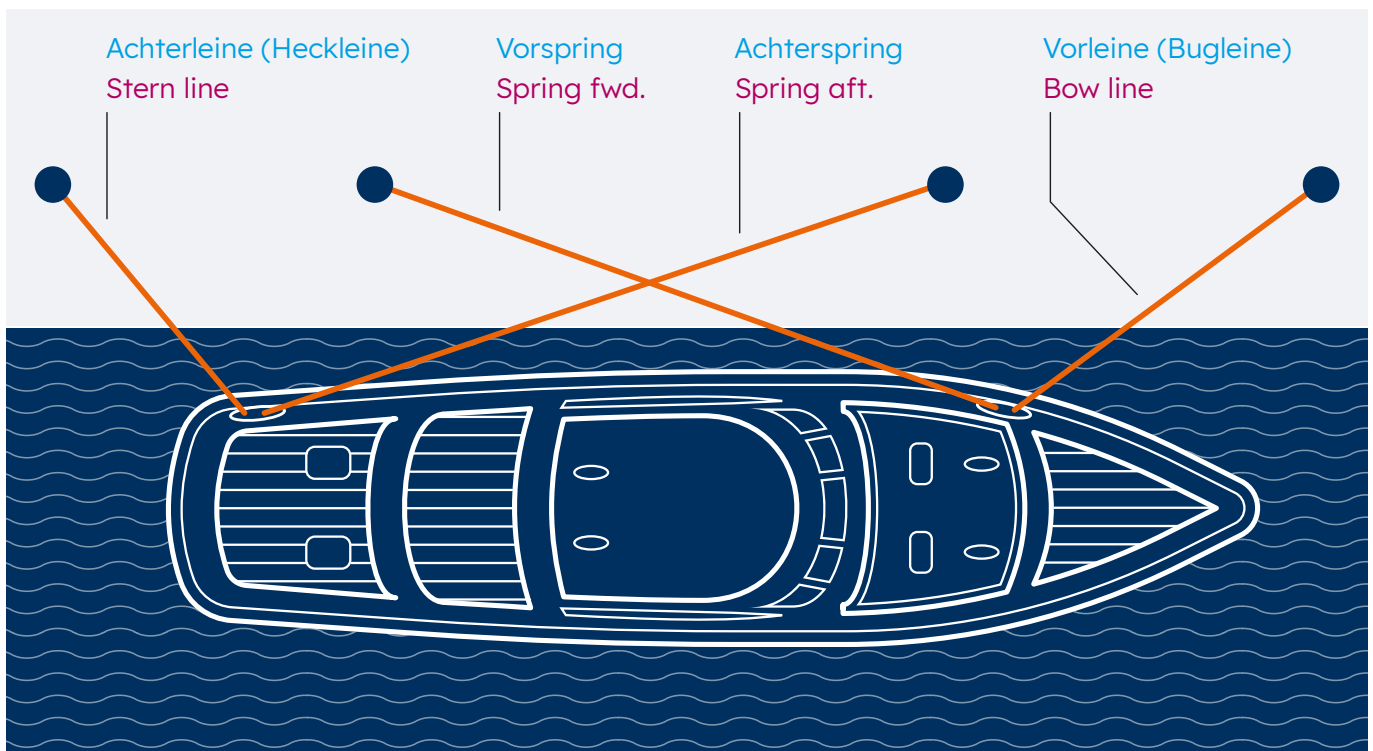 Achterleine (Heckleine)
Stern line
Vorspring
Spring fwd.
Achterspring
Spring aft.
Vorleine (Bugleine)
Bow line